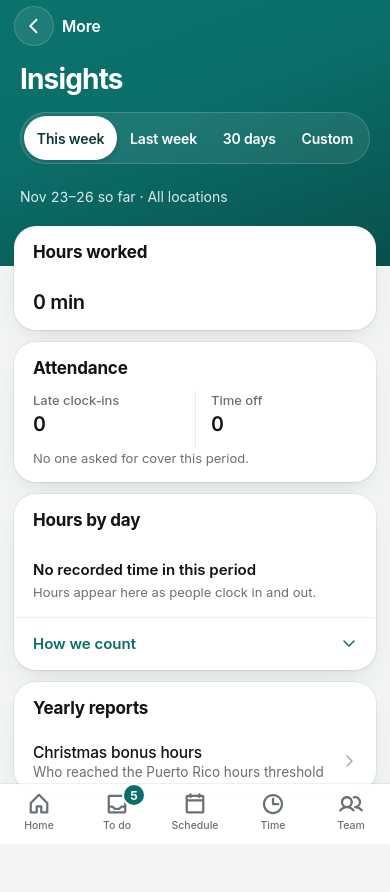 More
Insights
This week
Last week
30 days
Custom
Nov 23–26 so far · All locations
Hours worked
0 min
Attendance
Late clock-ins
Time off
0
0
No one asked for cover this period.
Hours by day
No recorded time in this period
Hours appear here as people clock in and out.
How we count
Yearly reports
Christmas bonus hours
Who reached the Puerto Rico hours threshold
5
Home
To do
Schedule
Time
Team